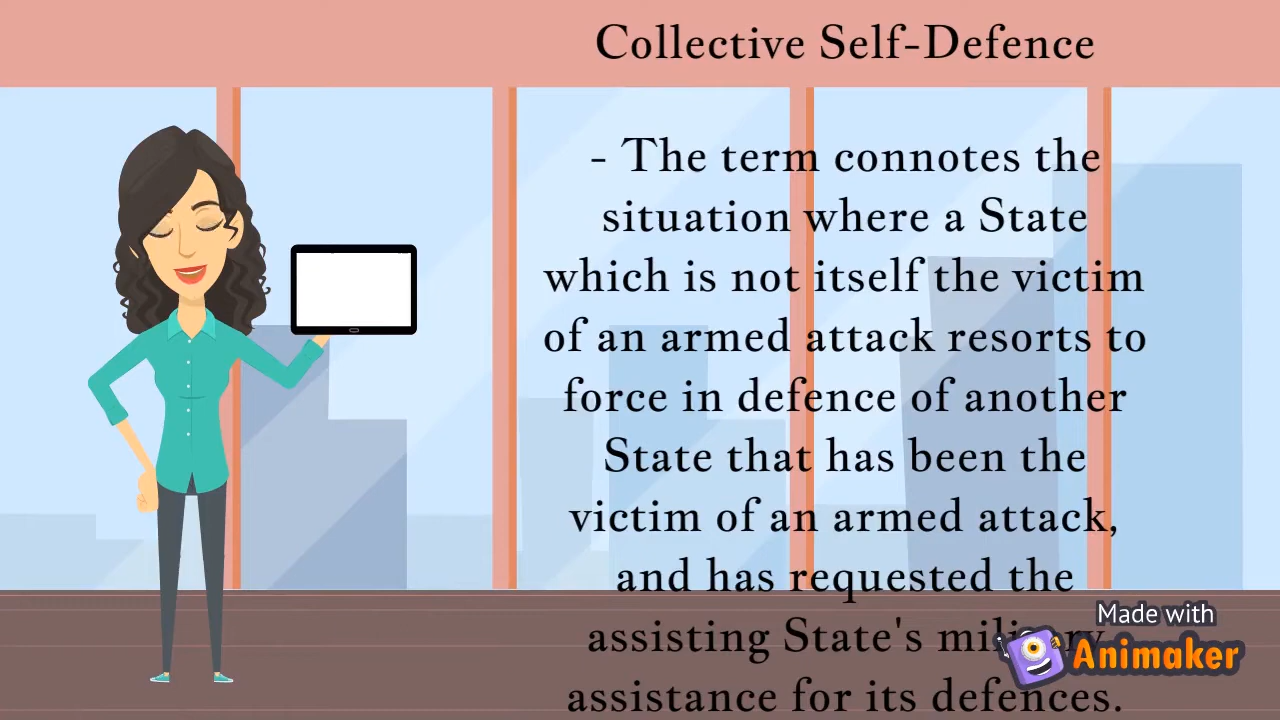 Collective Self-Defence
- The term connotes the
situation where a State
which is not itself the victim
of an armed attack resorts to
force in defence of another
State that has been the
victim of an armed attack,
and has requested the
assisting State's military
assistance for its defences.
Made with
Animaker